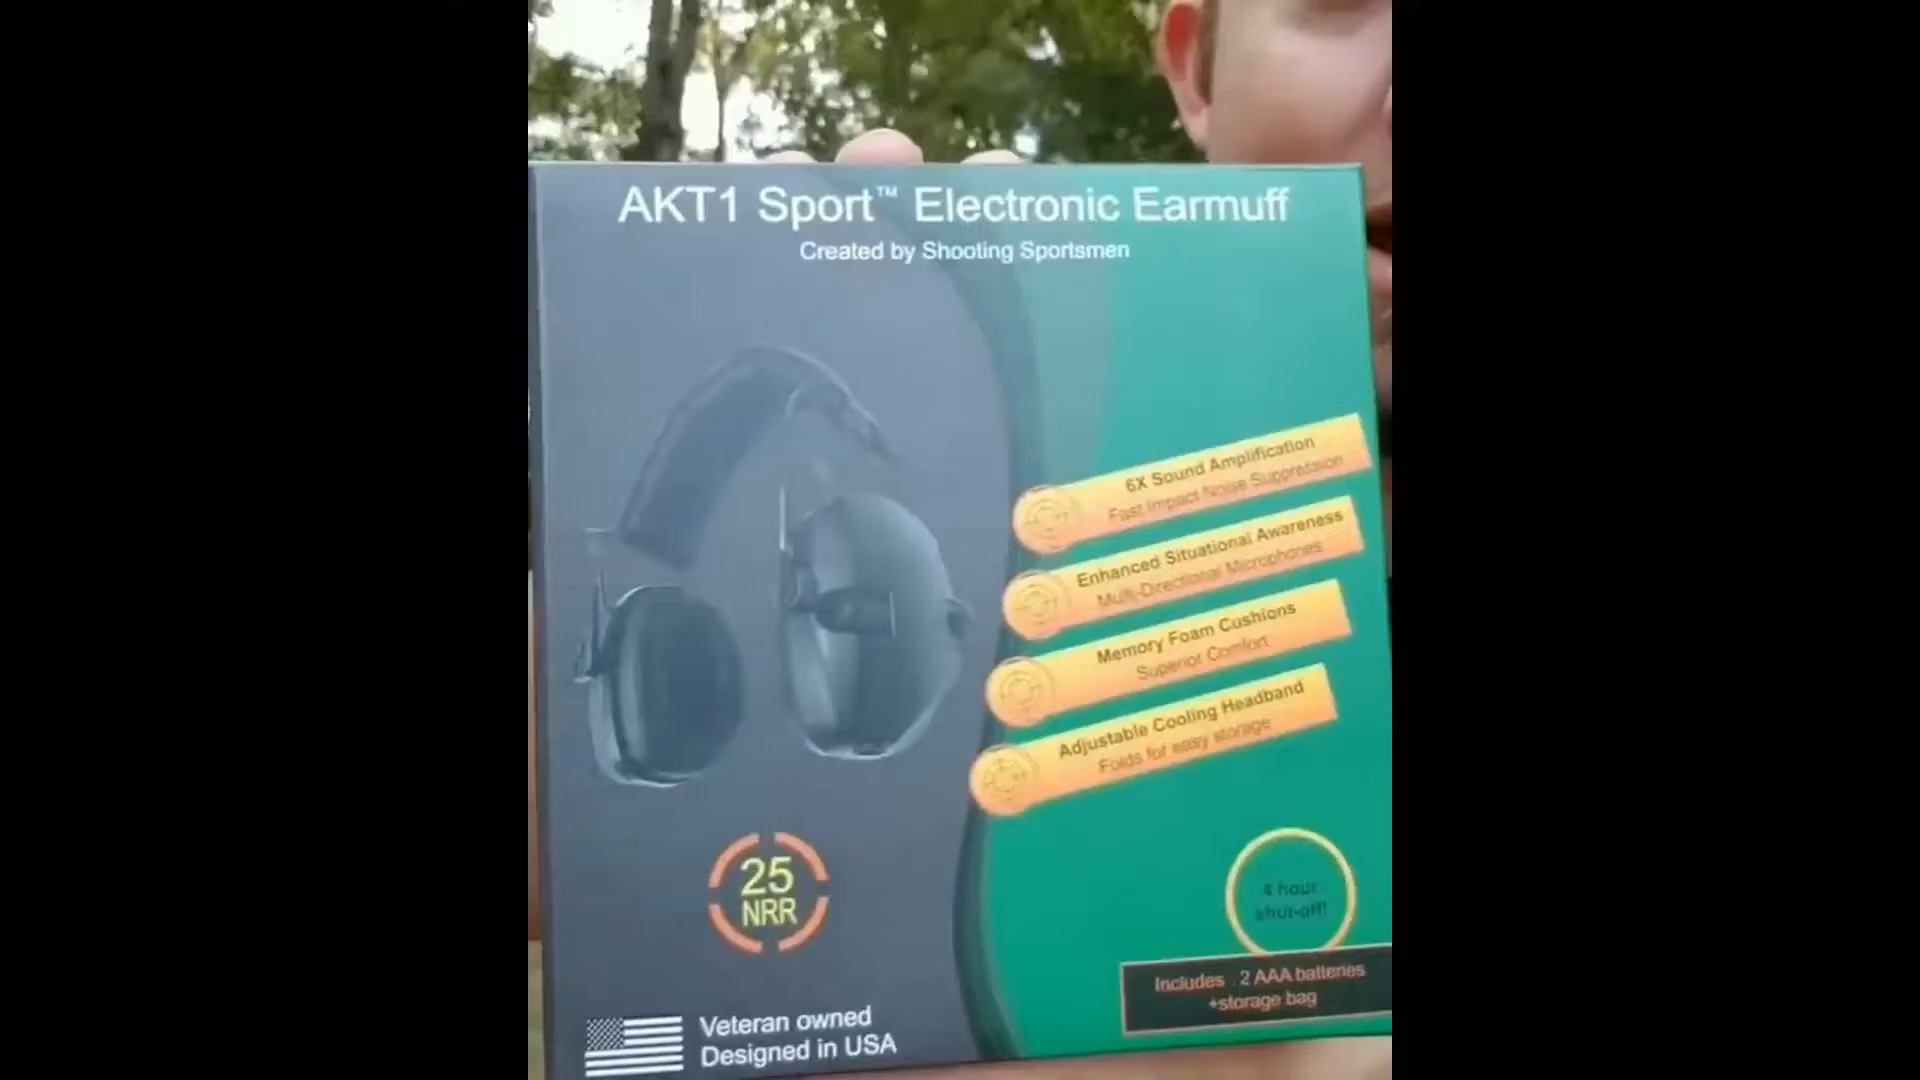 AKT1 Sport™ Electronic Earmuff
Created by Shooting Sportsmen
6X Sound Amplification
Fast Impact Noise Suppression
Enhanced Situational Awareness
Multi-Directional Microphones
Memory Foam Cushions
Superior Comfort
Adjustable Cooling Headband
Folds for easy storage
25
NRR
4 hour
shut-off!
Includes . 2 AAA batteries
+storage bag
Veteran owned
Designed in USA